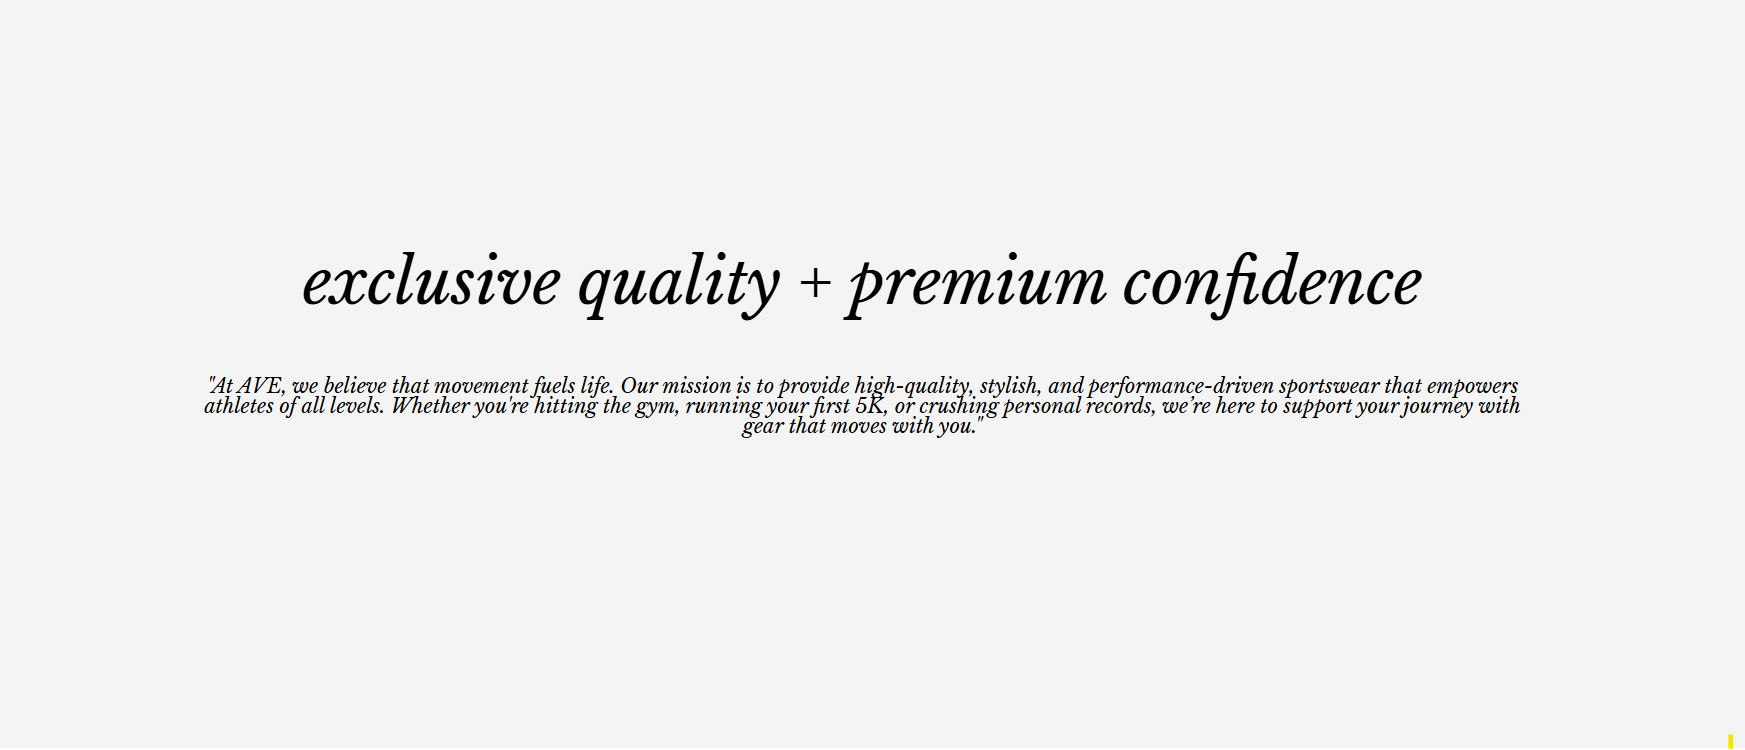 exclusive quality + premium confidence
"At AVE, we believe that movement fuels life. Our mission is to provide high-quality, stylish, and performance-driven sportswear that empowers
athletes of all levels. Whether you're hitting the gym, running your first 5K, or crushing personal records, we’re here to support your journey with
gear that moves with you."